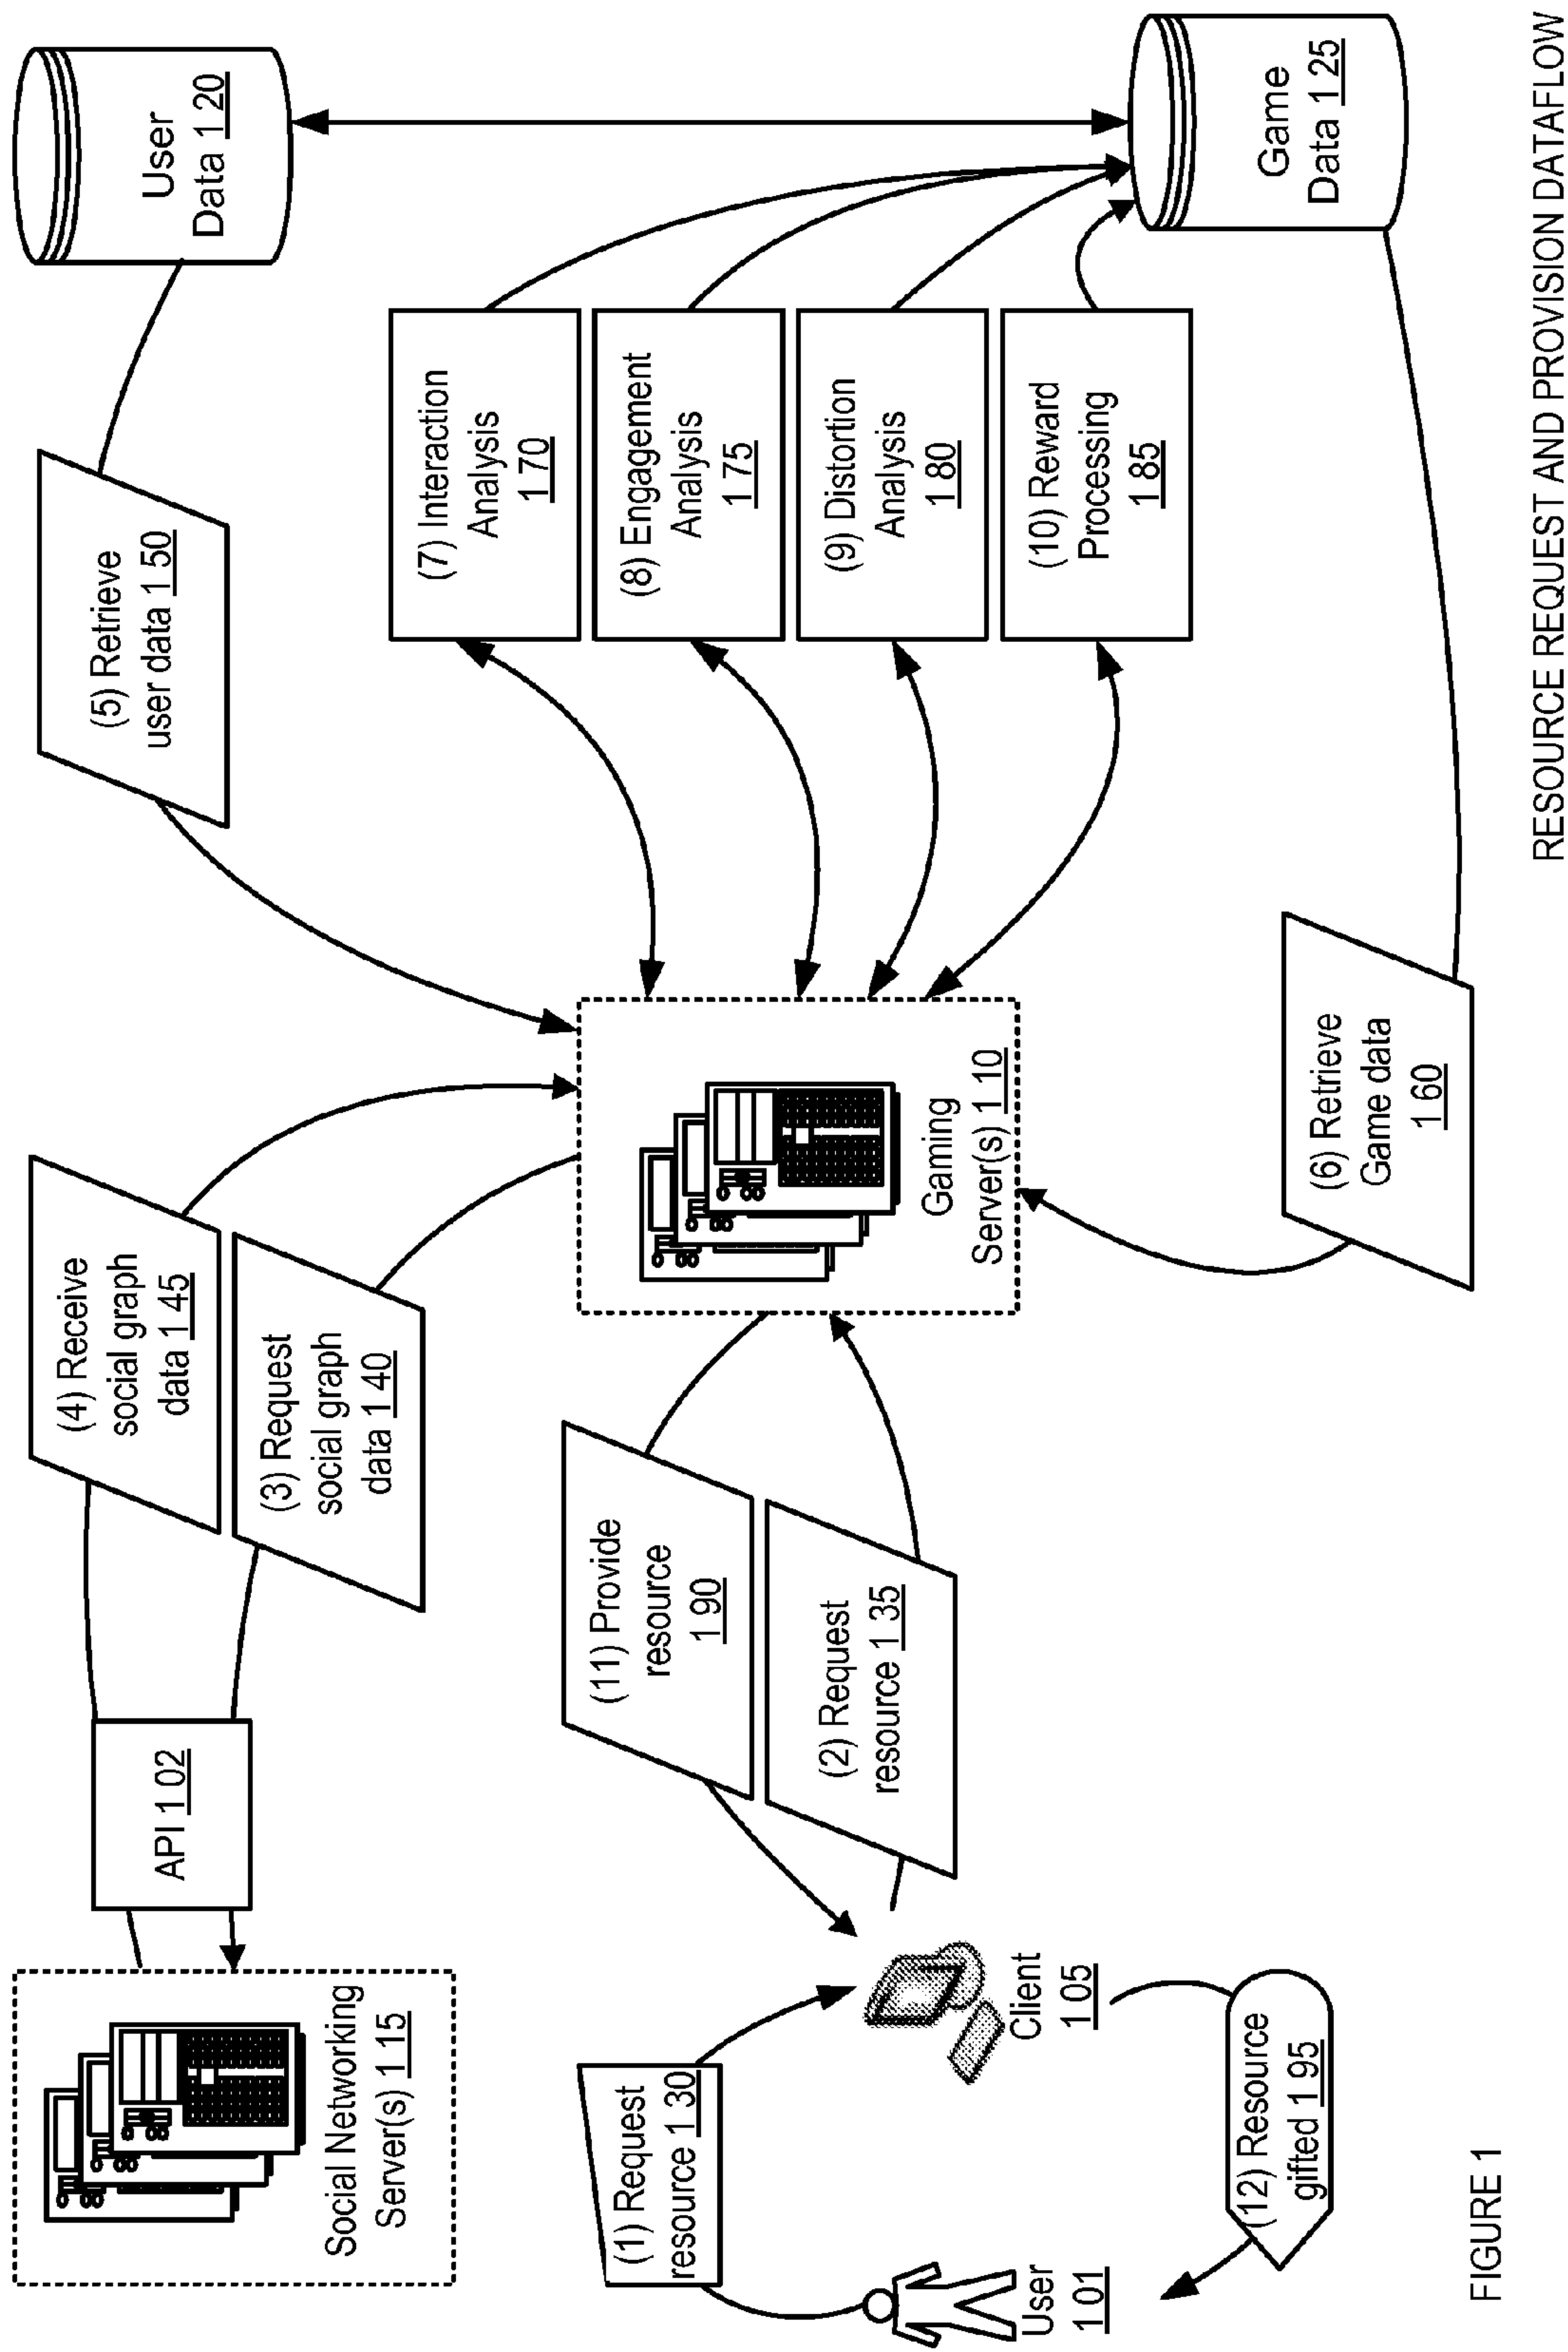 Social Networking
Server(s) 115
API 102
(4) Receive
social graph
data 145
(3) Request
social graph
data 140
(5) Retrieve
user data 150
User
Data 120
(1) Request
resource 130
User
101
Client
105
(11) Provide
resource
190
(2) Request
resource 135
Gaming
Server(s) 110
(7) Interaction
Analysis
170
(8) Engagement
Analysis
175
(9) Distortion
Analysis
180
(10) Reward
Processing
185
(12) Resource
gifted 195
(6) Retrieve
Game data
160
Game
Data 125
FIGURE 1
RESOURCE REQUEST AND PROVISION DATAFLOW